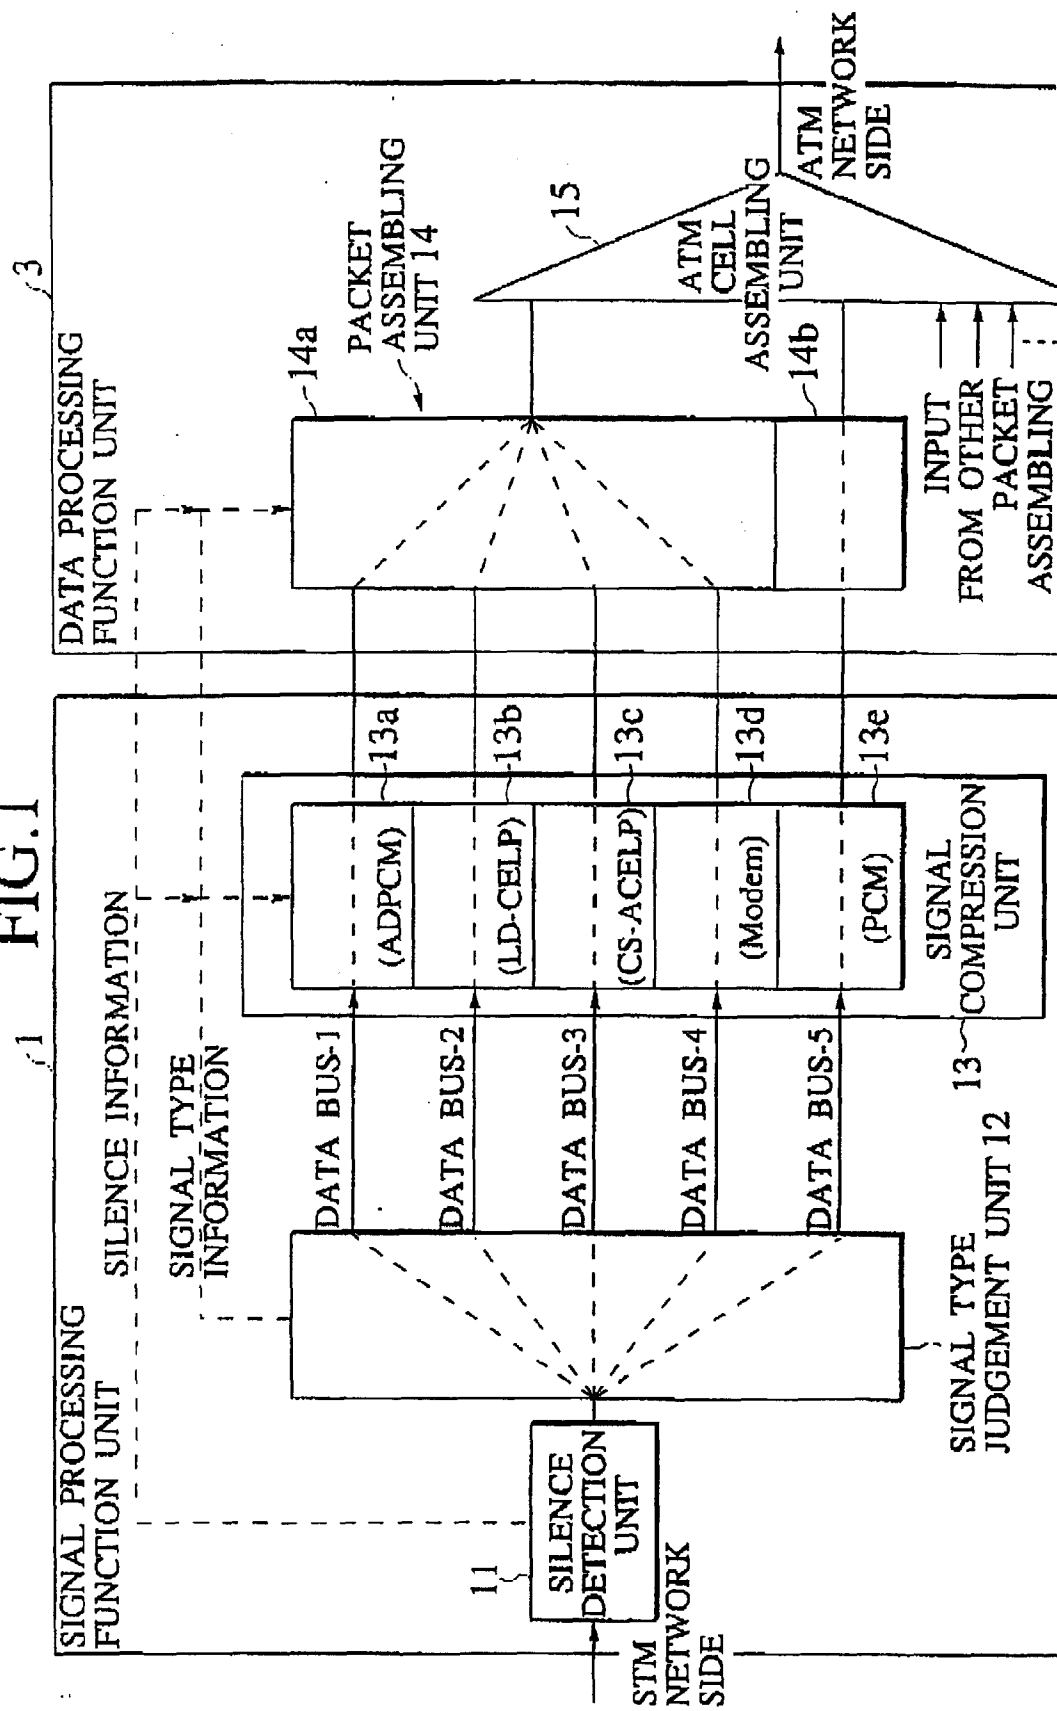 FIG.1
1
SIGNAL PROCESSING
FUNCTION UNIT
SILENCE INFORMATION
SIGNAL TYPE
INFORMATION
3
DATA PROCESSING
FUNCTION UNIT
STM
NETWORK
SIDE
11
SILENCE
DETECTION
UNIT
SIGNAL TYPE
JUDGEMENT UNIT 12
DATA BUS-1
DATA BUS-2
DATA BUS-3
DATA BUS-4
DATA BUS-5
(ADPCM)
13a
(LD-CELP)
13b
(CS-ACELP)
13c
(Modem)
13d
(PCM)
13e
13
SIGNAL
COMPRESSION
UNIT
14a
PACKET
ASSEMBLING
UNIT 14
14b
15
ATM
CELL
ASSEMBLING
UNIT
ATM
NETWORK
SIDE
INPUT
FROM OTHER
PACKET
ASSEMBLING